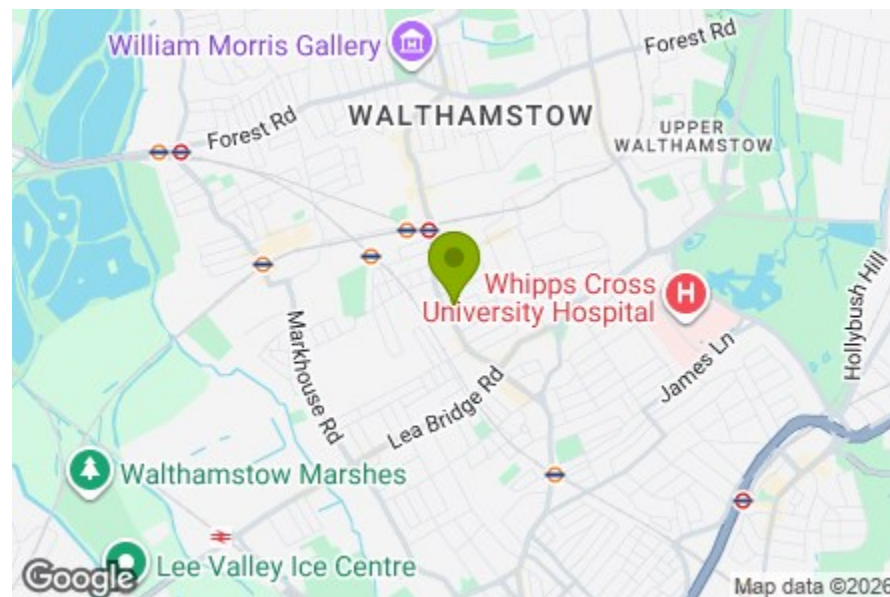 William Morris Gallery
Forest Rd
WALTHAMSTOW
Forest Rd
UPPER
WALTHAMSTOW
Whipps Cross
University Hospital
H
Hollybush Hill
Markhouse Rd
James Ln
Lea Bridge Rd
Walthamstow Marshes
Lee Valley Ice Centre
Google
Map data ©2026